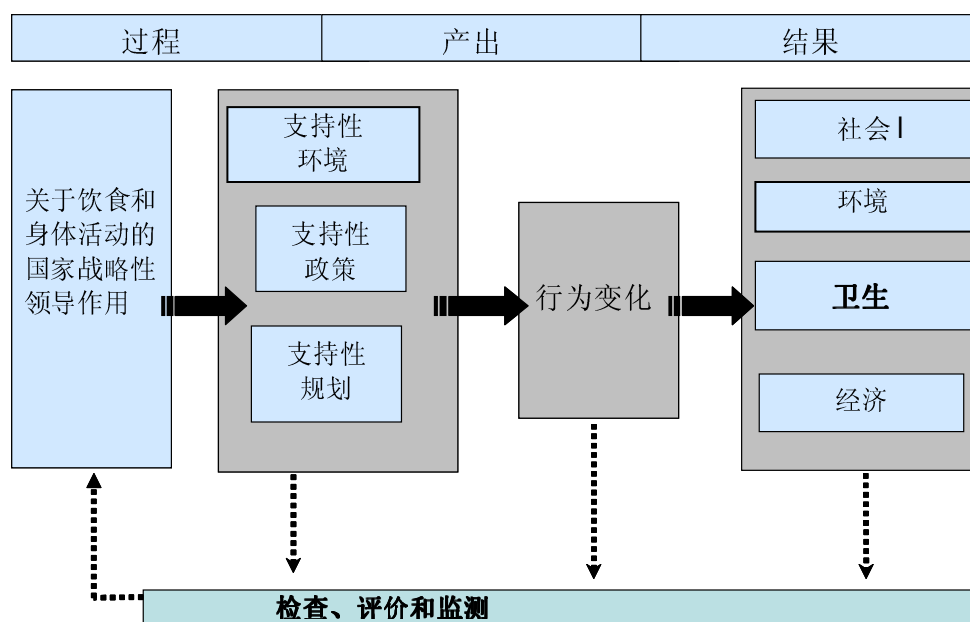 过程
产出
结果
关于饮食和
身体活动的
国家战略性
领导作用
支持性
环境
支持性
政策
支持性
规划
行为变化
社会l
环境
卫生
经济
检查、评价和监测